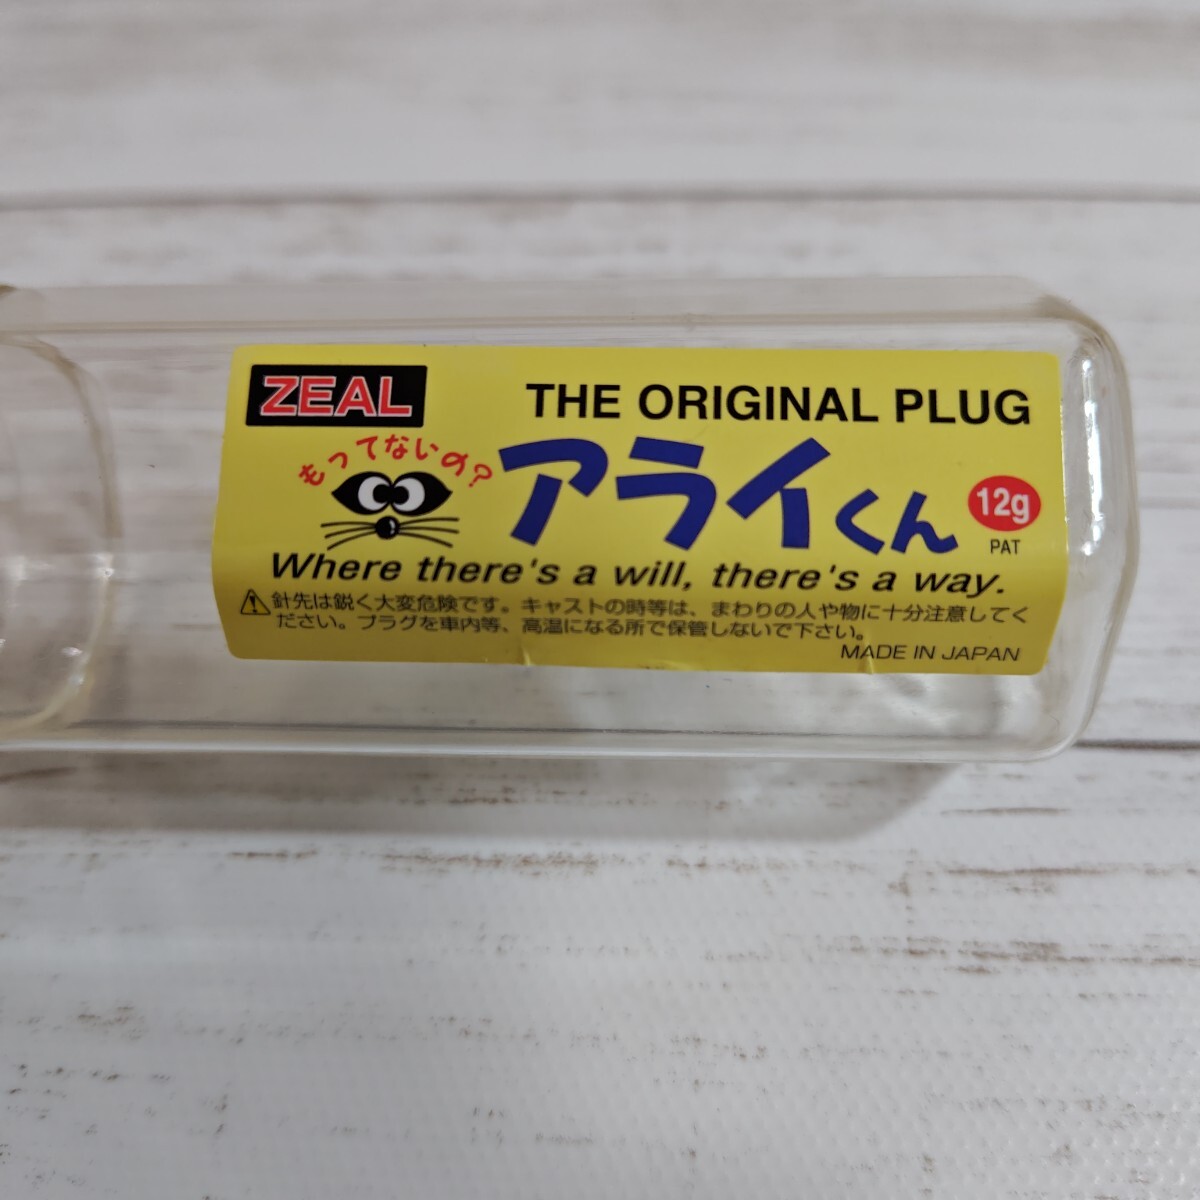 ZEAL
THE ORIGINAL PLUG
もってないの?
アライくん
12g
PAT
Where there's a will, there's a way.
針先は鋭く大変危険です。キャストの時等は、まわりの人や物に十分注意してく
ださい。プラグを車内等、高温になる所で保管しないで下さい。
MADE IN JAPAN